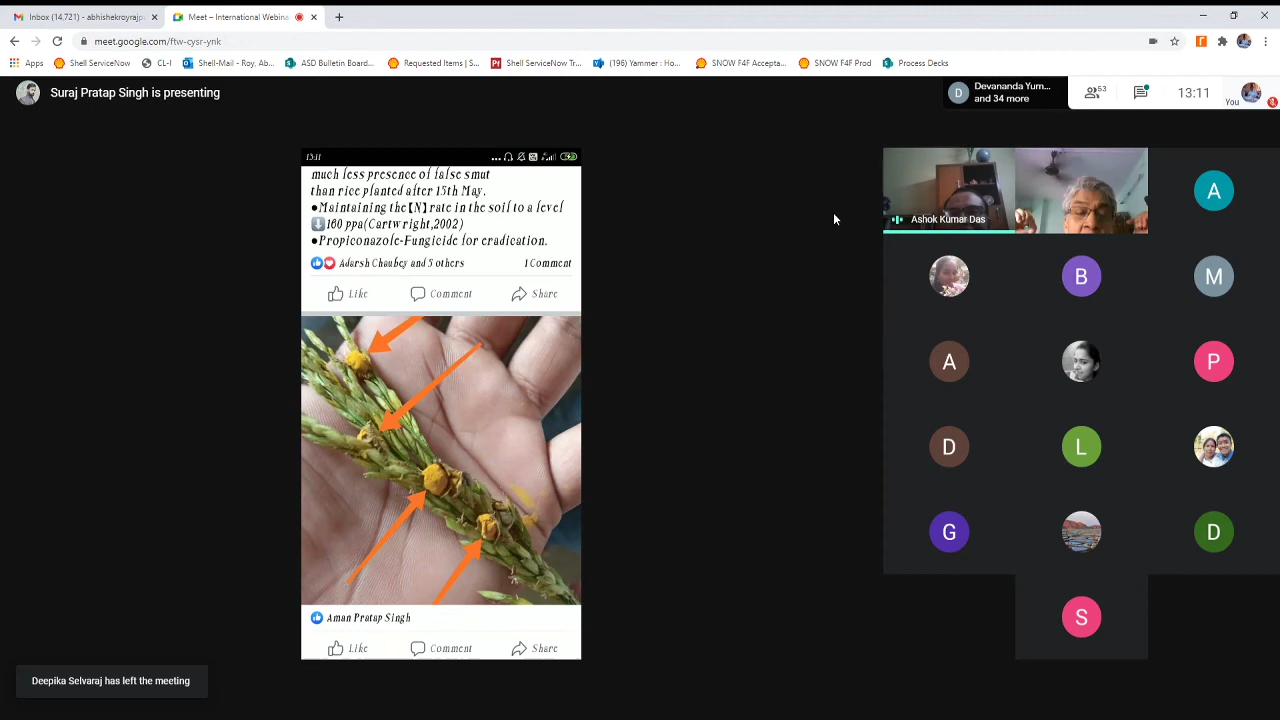 Inbox (14,721) - abhishekroyrajp
Meet – International Webina
meet.google.com/ftw-cysr-ynk
Apps
Shell ServiceNow
CL-I
Shell-Mail - Roy, Ab...
ASD Bulletin Board...
Requested Items | S...
Shell ServiceNow Tr...
(196) Yammer : Ho...
SNOW F4F Accepta...
SNOW F4F Prod
Process Decks
Suraj Pratap Singh is presenting
D
Devananda Yum...
and 34 more
53
13:11
You
13:11
much less presence of false smut
than rice planted after 15th May.
●Maintaining the【N】rate in the soil to a level
⬇️160 ppa(Cartwright,2002)
●Propiconazole-Fungicide for eradication.
Adarsh Chaubey and 5 others
1 Comment
Like
Comment
Share
Aman Pratap Singh
Like
Comment
Share
Ashok Kumar Das
A
B
M
A
P
D
L
G
D
S
Deepika Selvaraj has left the meeting